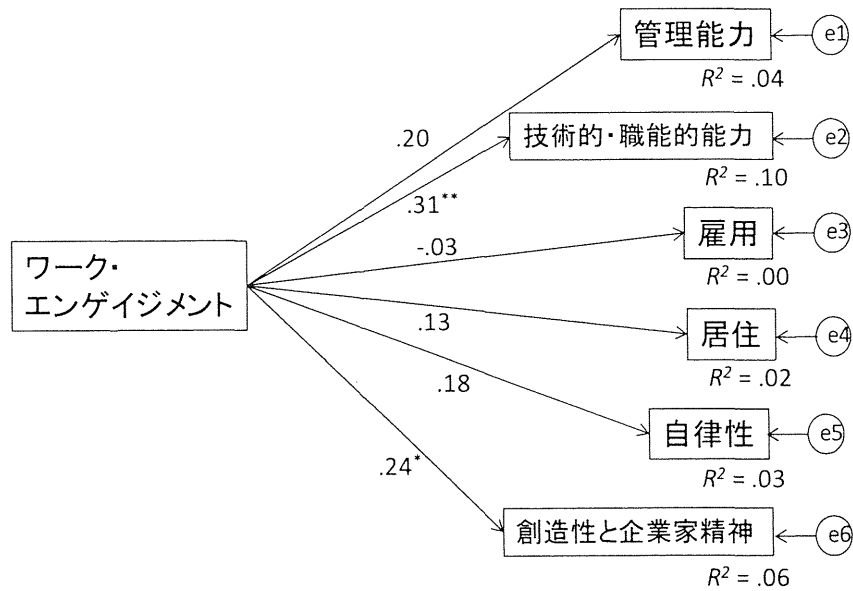 管理能力
e1
R² = .04
.20
技術的・職能的能力
e2
R² = .10
.31**
-.03
雇用
e3
R² = .00
ワーク・
エンゲイジメント
.13
居住
e4
R² = .02
.18
自律性
e5
R² = .03
.24*
創造性と企業家精神
e6
R² = .06